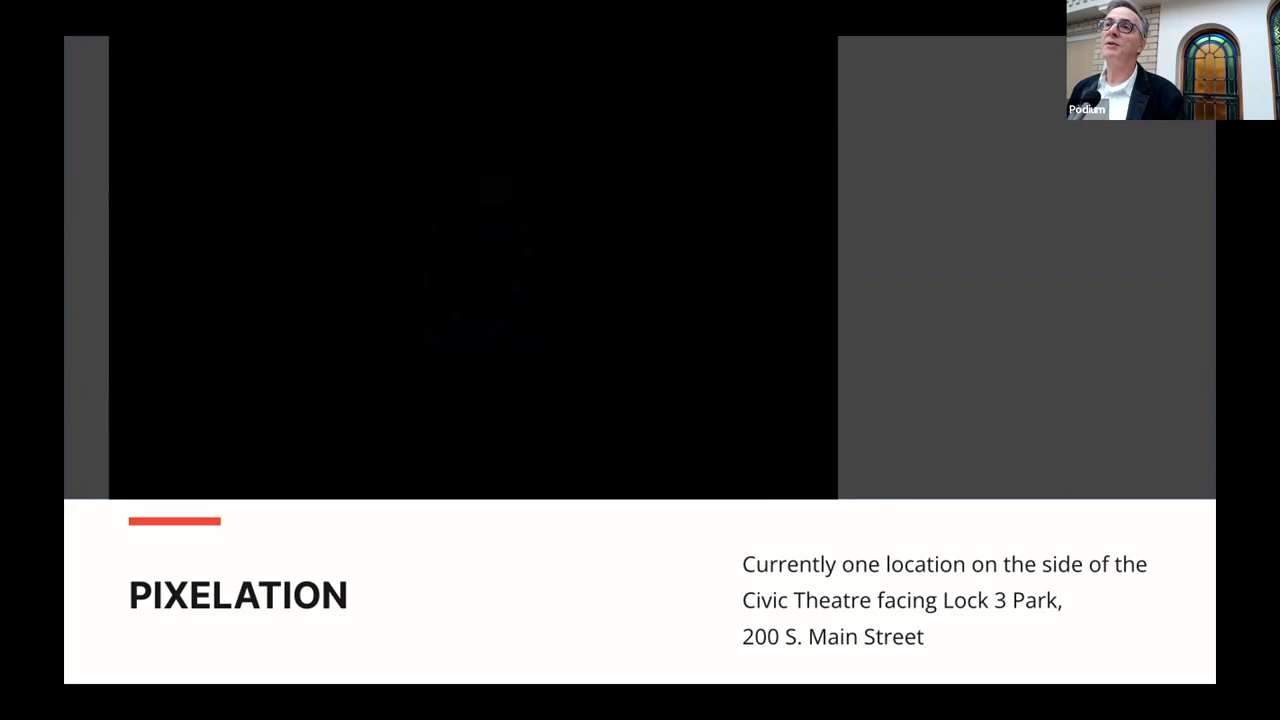 Podium
PIXELATION
Currently one location on the side of the
Civic Theatre facing Lock 3 Park,
200 S. Main Street